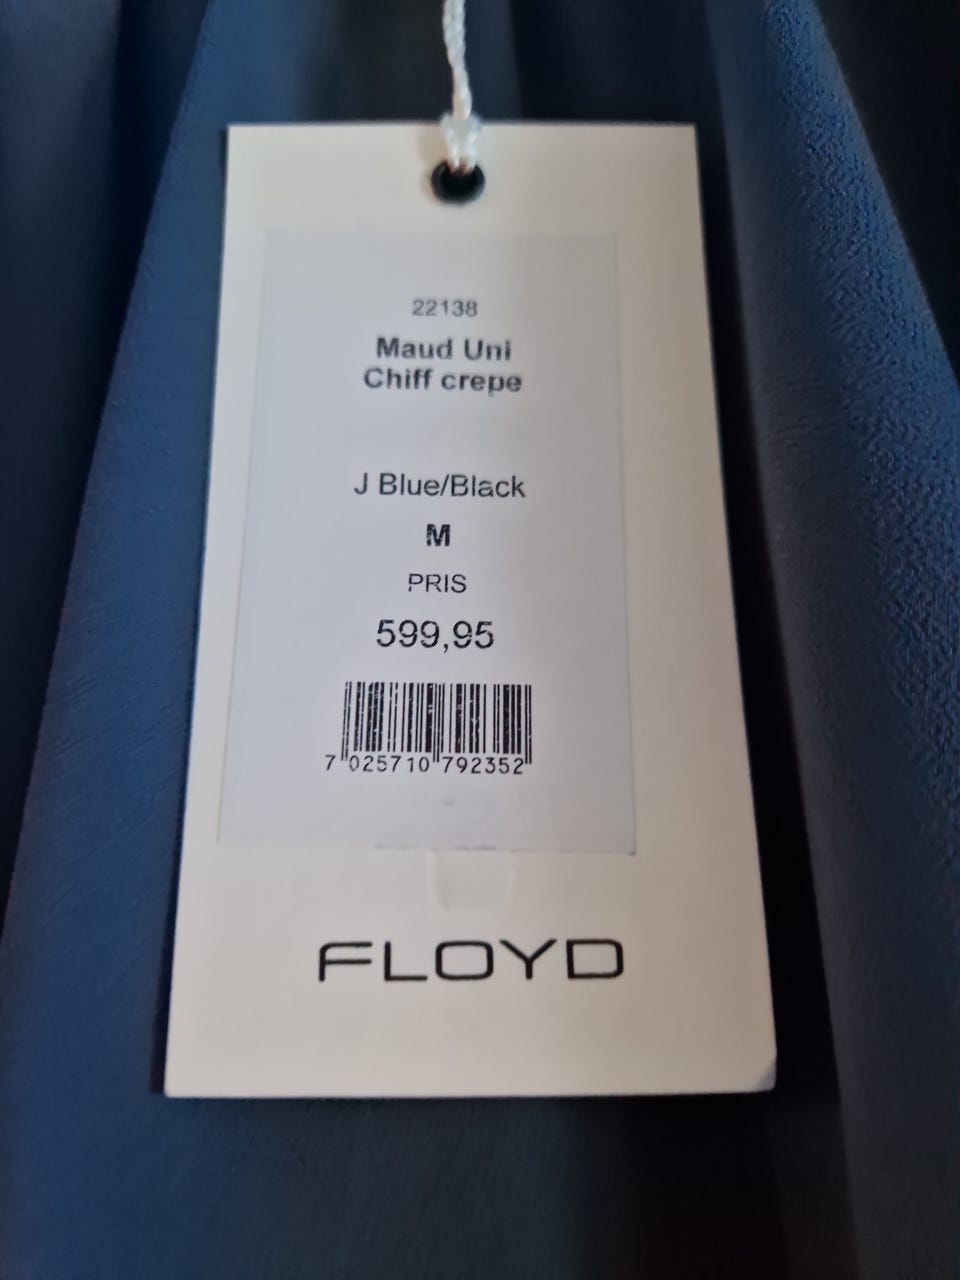 22138
Maud Uni
Chiff crepe
J Blue/Black
M
PRIS
599,95
7 025710 792352
FLOYD